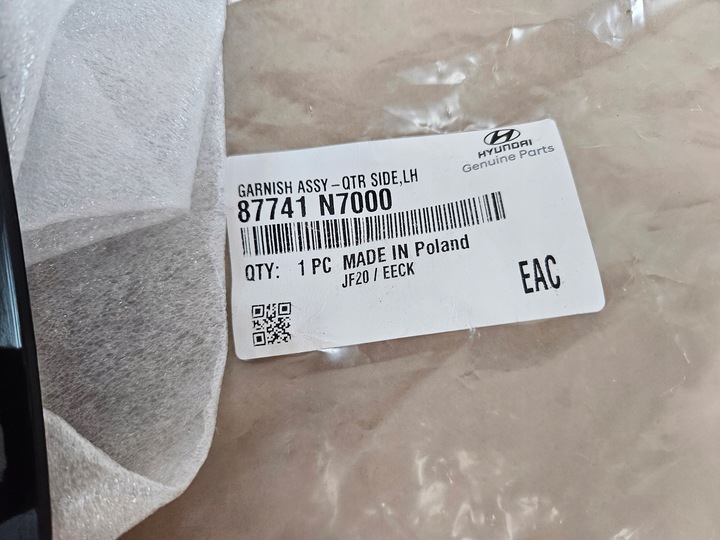 HYUNDAI
Genuine Parts
GARNISH ASSY-QTR SIDE,LH
87741 N7000
QTY: 1 PC MADE IN Poland
JF20 / EECK
EAC